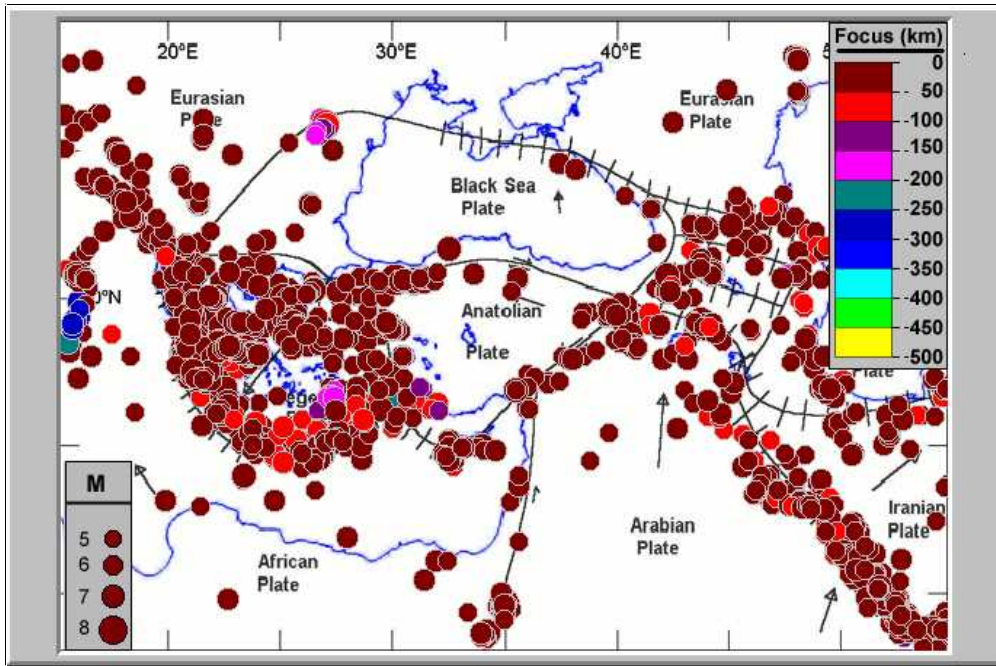 20°E 30°E 40°E
Focus (km)
0
- 50
-100
-150
-200
-250
-300
-350
-400
-450
-500
Eurasian
Plate
Eurasian
Plate
Black Sea
Plate
Anatolian
Plate
Plate
M
5
6
7
8
African
Plate
Arabian
Plate
Iranian
Plate